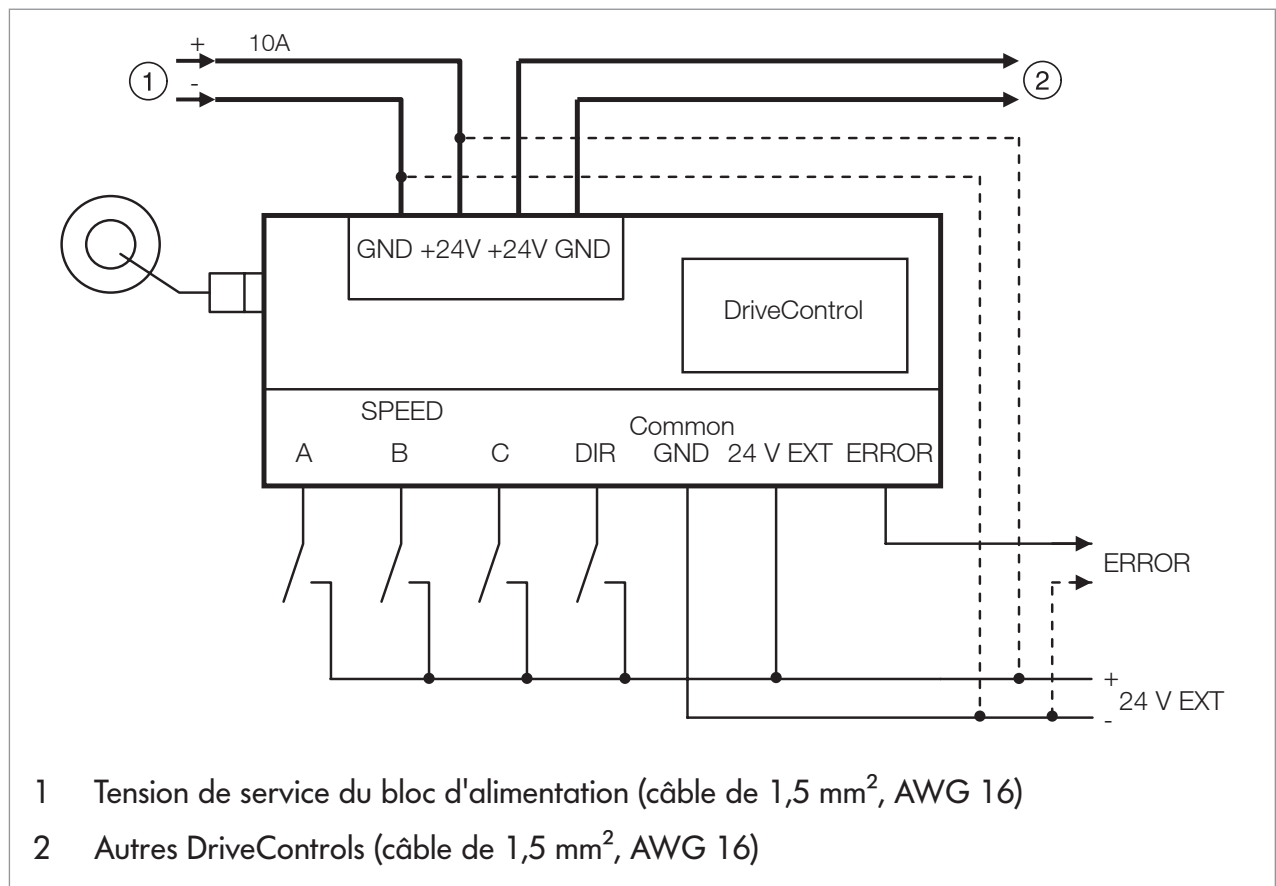 + 10A
1
-
2
GND +24V +24V GND
DriveControl
SPEED
Common
A B C DIR GND 24 V EXT ERROR
ERROR
+
24 V EXT
-
1 Tension de service du bloc d'alimentation (câble de 1,5 mm², AWG 16)
2 Autres DriveControls (câble de 1,5 mm², AWG 16)